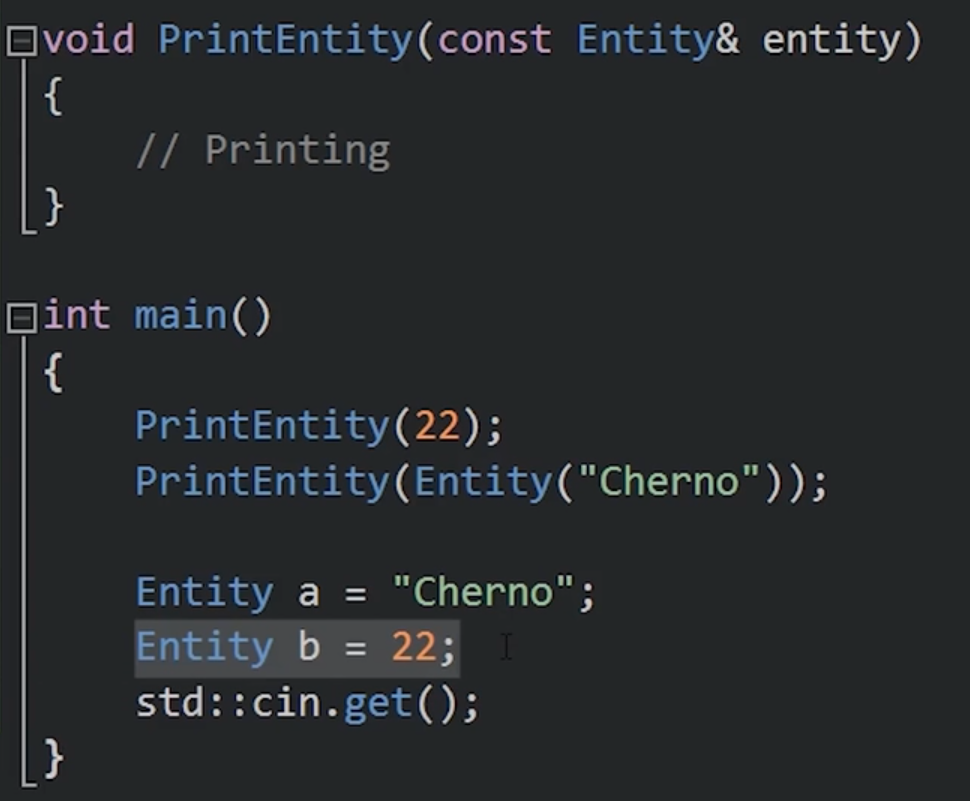 void PrintEntity(const Entity& entity)
{
    // Printing
}

int main()
{
    PrintEntity(22);
    PrintEntity(Entity("Cherno"));

    Entity a = "Cherno";
    Entity b = 22;
    std::cin.get();
}